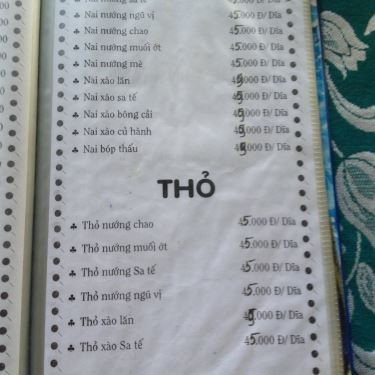 Nai nướng ngũ vị 45.000 Đ/ Dĩa
Nai nướng chao 45.000 Đ/ Dĩa
Nai nướng muối ớt 45.000 Đ/ Dĩa
Nai nướng mè 45.000 Đ/ Dĩa
Nai xào lăn 45.000 Đ/ Dĩa
Nai xào sa tế 45.000 Đ/ Dĩa
Nai xào bông cải 45.000 Đ/ Dĩa
Nai xào củ hành 45.000 Đ/ Dĩa
Nai bóp thấu 45.000 Đ/ Dĩa
THỎ
♣ Thỏ nướng chao 45.000 Đ/ Dĩa
♣ Thỏ nướng muối ớt 45.000 Đ/ Dĩa
♣ Thỏ nướng Sa tế 45.000 Đ/ Dĩa
♣ Thỏ nướng ngũ vị 45.000 Đ/ Dĩa
♣ Thỏ xào lăn 45.000 Đ/ Dĩa
♣ Thỏ xào Sa tế 45.000 Đ/ Dĩa